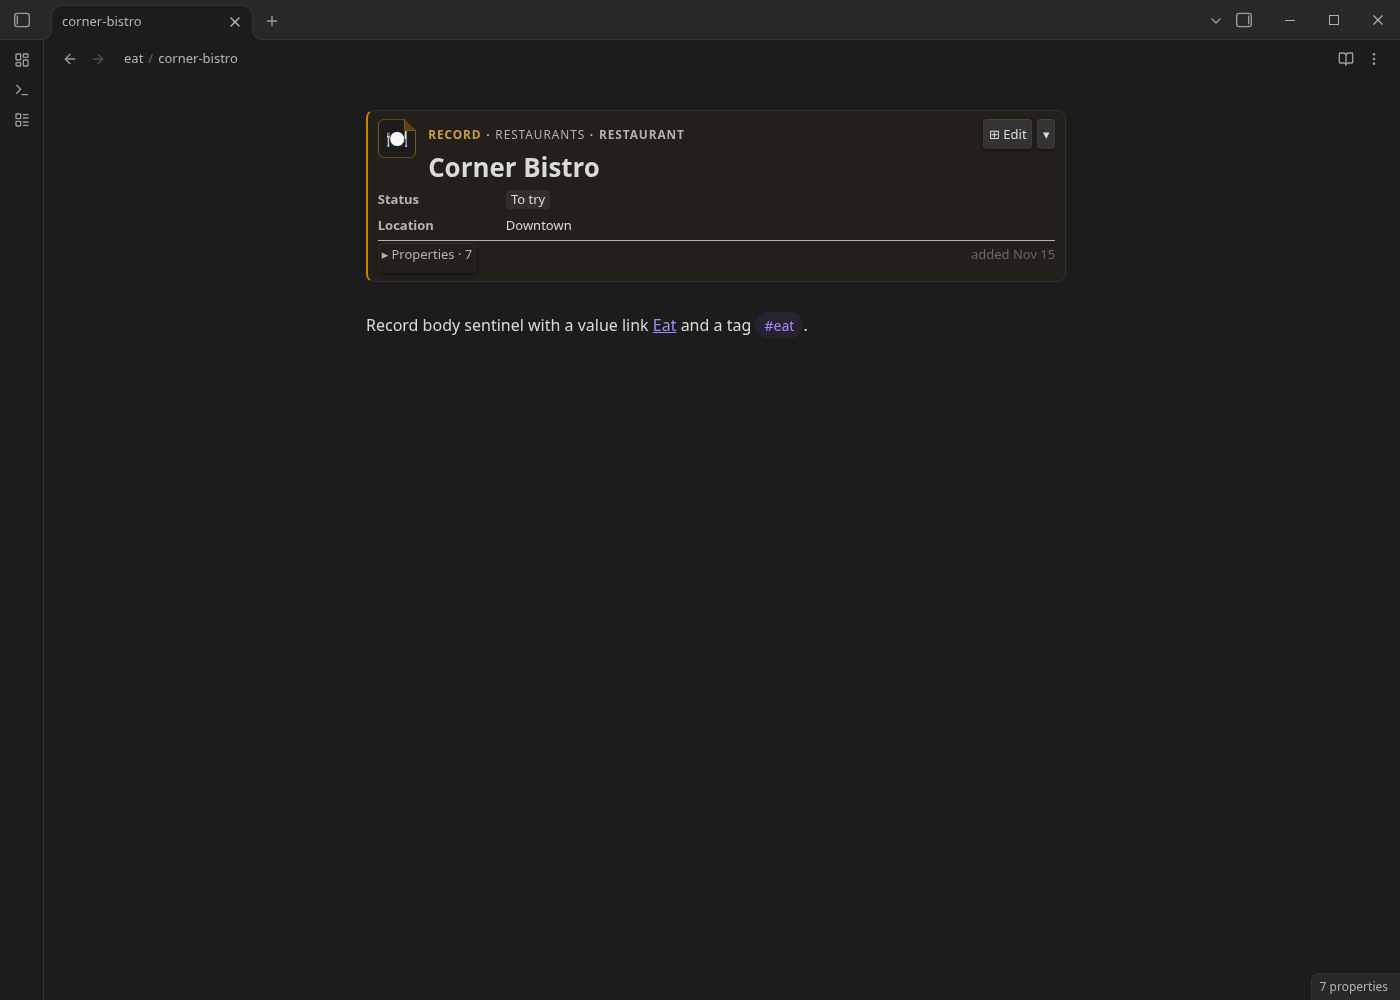 corner-bistro
eat / corner-bistro
RECORD · RESTAURANTS · RESTAURANT
Edit
Corner Bistro
Status To try
Location Downtown
▸ Properties · 7 added Nov 15
Record body sentinel with a value link Eat and a tag #eat .
7 properties